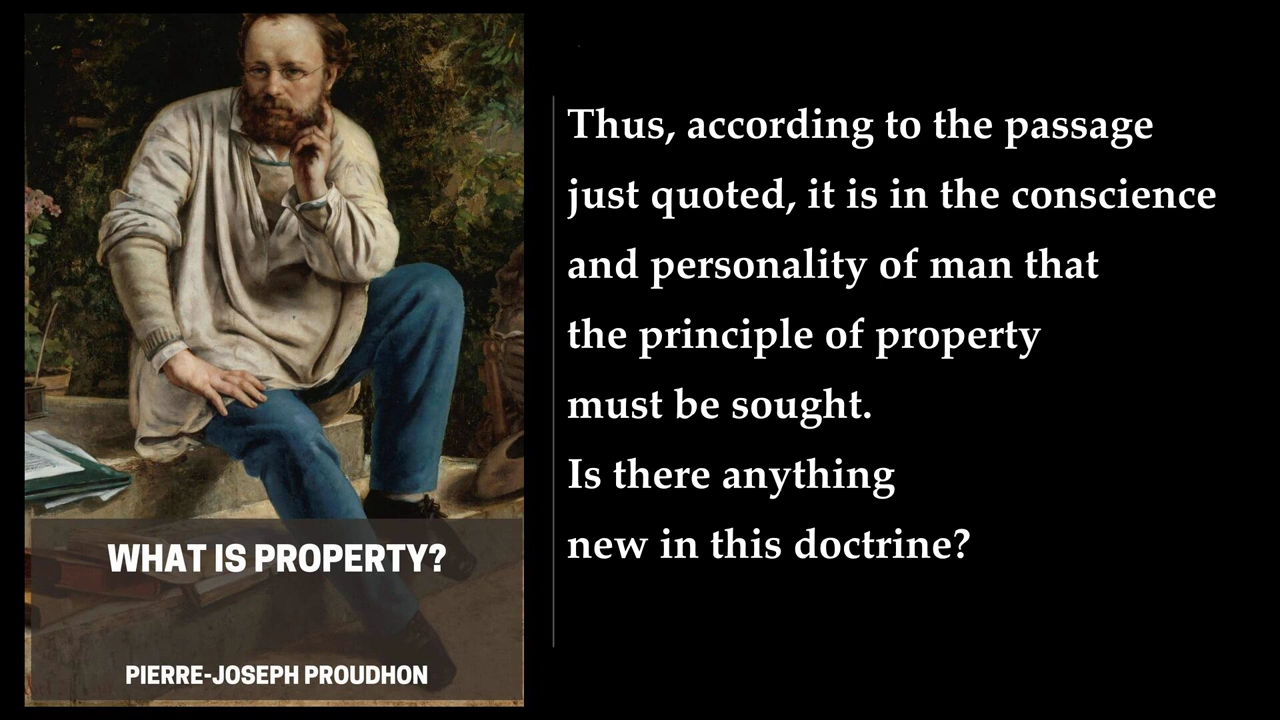 WHAT IS PROPERTY?
PIERRE-JOSEPH PROUDHON
Thus, according to the passage
just quoted, it is in the conscience
and personality of man that
the principle of property
must be sought.
Is there anything
new in this doctrine?